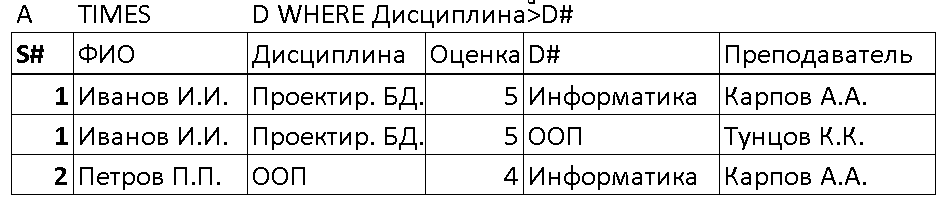 A TIMES D WHERE Дисциплина>D#
S# ФИО Дисциплина Оценка D# Преподаватель
1 Иванов И.И. Проектир. БД. 5 Информатика Карпов А.А.
1 Иванов И.И. Проектир. БД. 5 ООП Тунцов К.К.
2 Петров П.П. ООП 4 Информатика Карпов А.А.